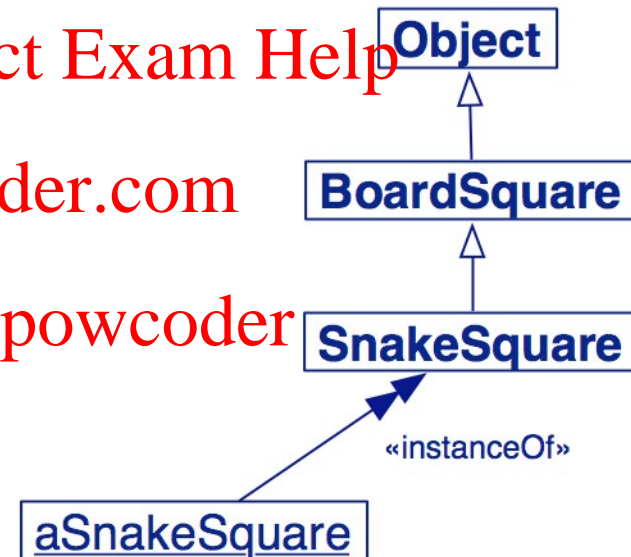 ct Exam Help
Object
der.com
BoardSquare
powcoder
SnakeSquare
«instanceOf»
aSnakeSquare